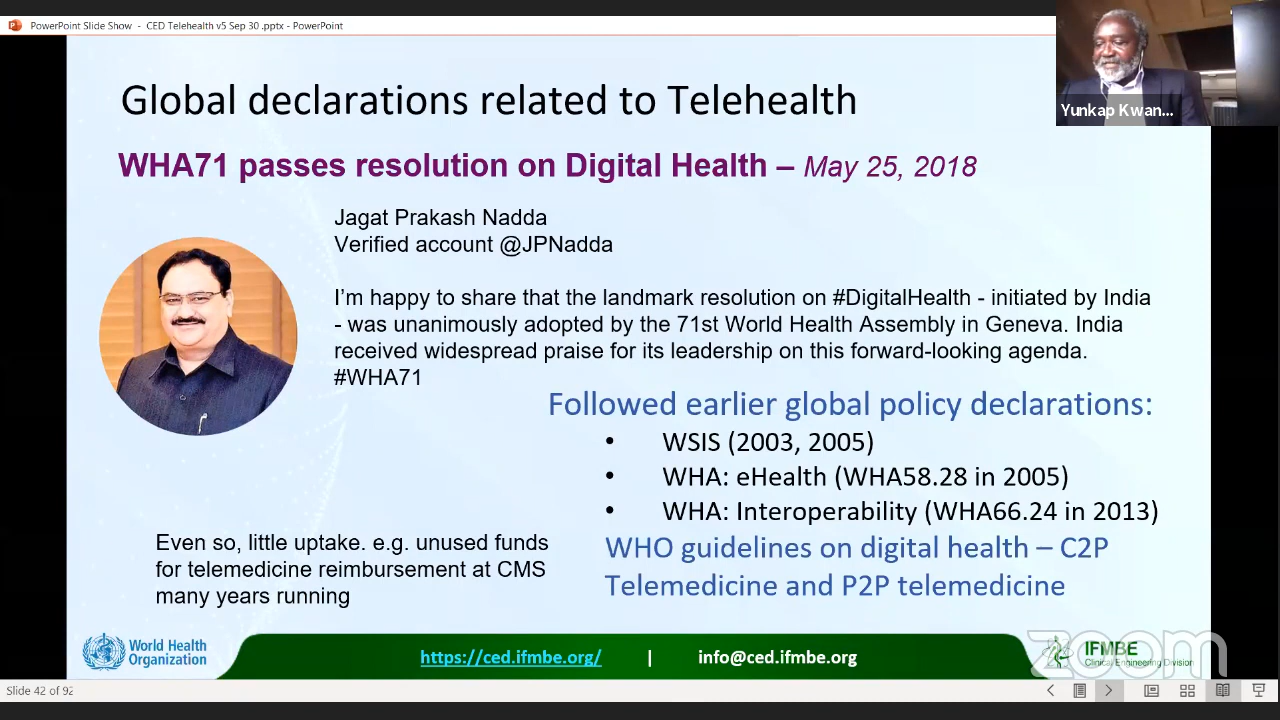 PowerPoint Slide Show - CED Telehealth v5 Sep 30 .pptx - PowerPoint
Yunkap Kwan...
Global declarations related to Telehealth
WHA71 passes resolution on Digital Health – May 25, 2018
Jagat Prakash Nadda
Verified account @JPNadda
I'm happy to share that the landmark resolution on #DigitalHealth - initiated by India
- was unanimously adopted by the 71st World Health Assembly in Geneva. India
received widespread praise for its leadership on this forward-looking agenda.
#WHA71
Followed earlier global policy declarations:
• WSIS (2003, 2005)
• WHA: eHealth (WHA58.28 in 2005)
• WHA: Interoperability (WHA66.24 in 2013)
WHO guidelines on digital health – C2P
Telemedicine and P2P telemedicine
Even so, little uptake. e.g. unused funds
for telemedicine reimbursement at CMS
many years running
World Health
Organization
https://ced.ifmbe.org/ | info@ced.ifmbe.org
IFMBE
Clinical Engineering Division
zoom
Slide 42 of 92